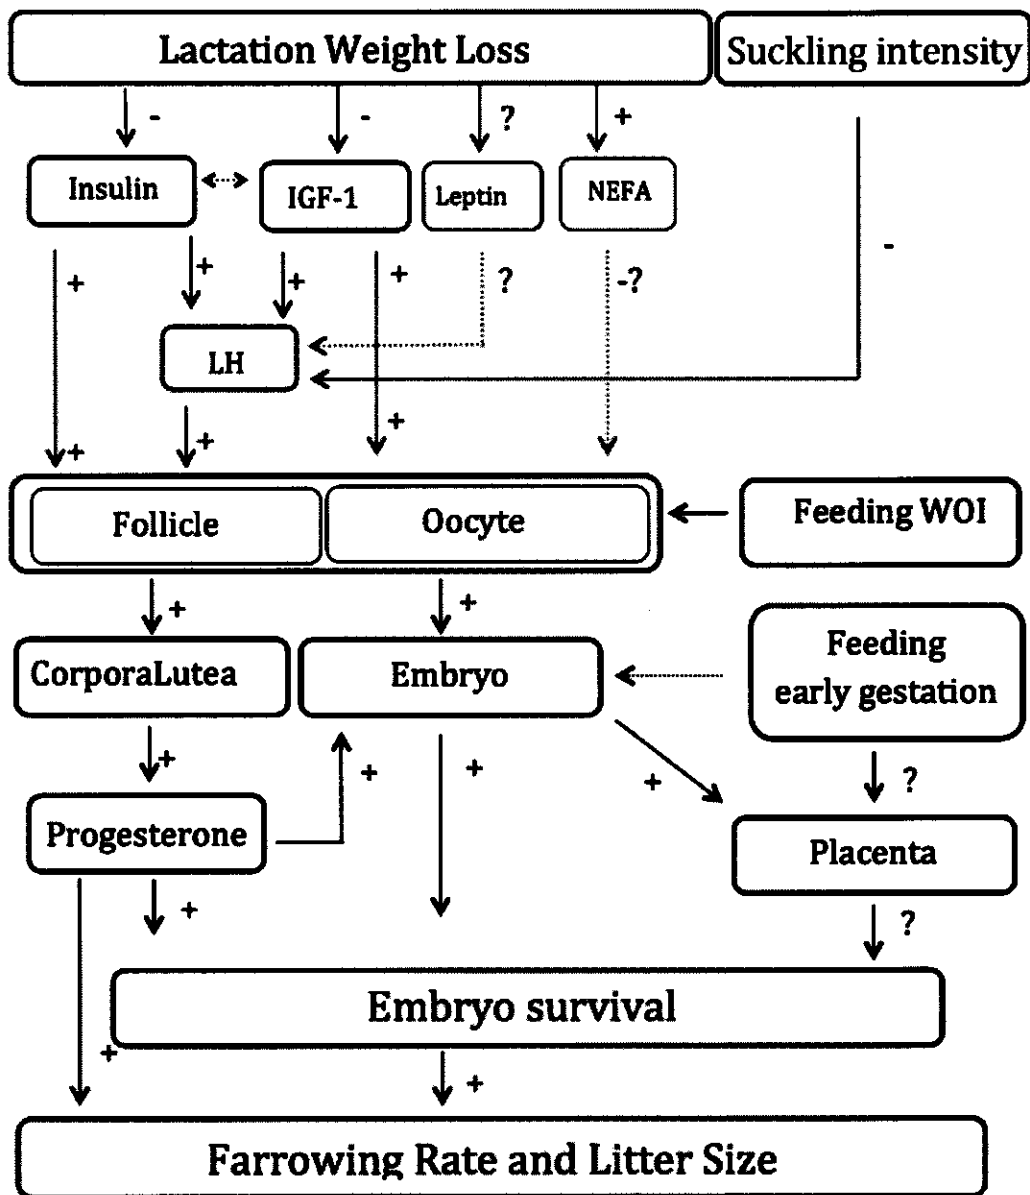 Lactation Weight Loss
Suckling intensity
-
-
?
+
Insulin
IGF-1
Leptin
NEFA
-
+
+
+
+
?
-?
LH
+
+
+
Follicle
Oocyte
Feeding WOI
+
+
CorporaLutea
Embryo
Feeding
early gestation
+
+
+
+
?
Progesterone
Placenta
+
?
Embryo survival
+
+
Farrowing Rate and Litter Size